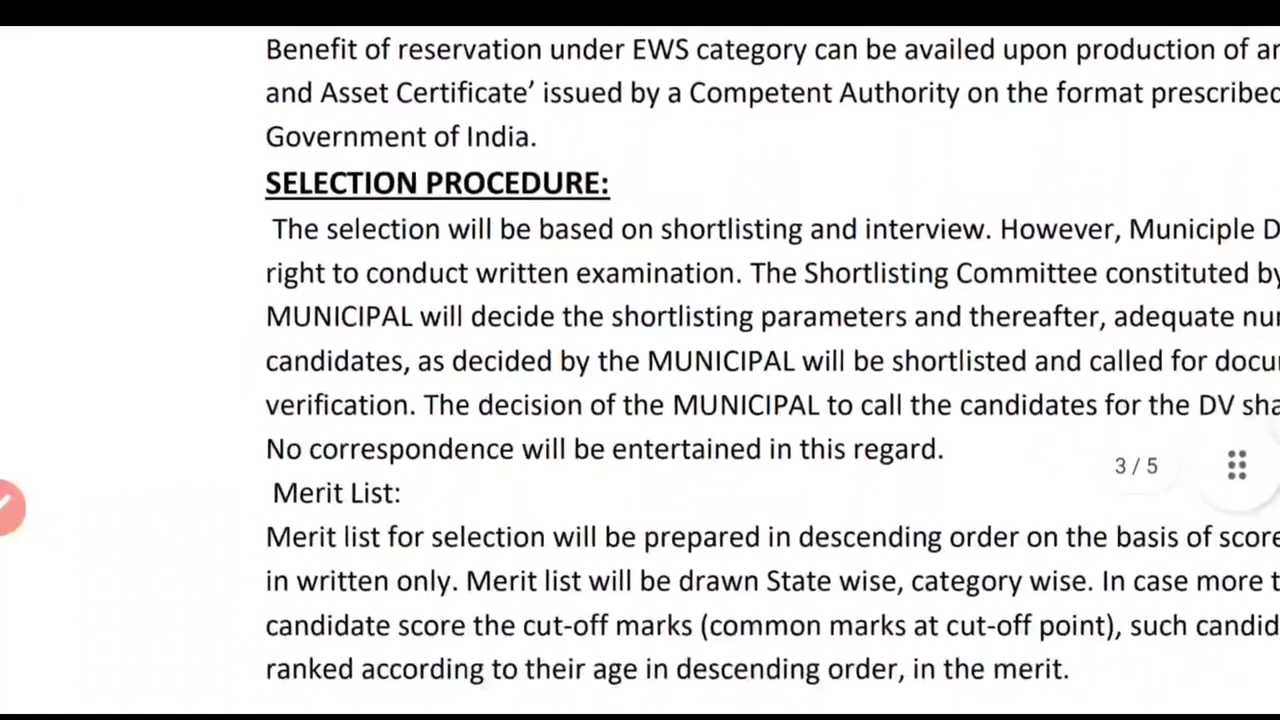 Benefit of reservation under EWS category can be availed upon production of
and Asset Certificate' issued by a Competent Authority on the format prescribed
Government of India.
SELECTION PROCEDURE:
The selection will be based on shortlisting and interview. However, Municiple D
right to conduct written examination. The Shortlisting Committee constituted by
MUNICIPAL will decide the shortlisting parameters and thereafter, adequate
candidates, as decided by the MUNICIPAL will be shortlisted and called for
verification. The decision of the MUNICIPAL to call the candidates for the DV
No correspondence will be entertained in this regard.
3 / 5
Merit List:
Merit list for selection will be prepared in descending order on the basis of score
in written only. Merit list will be drawn State wise, category wise. In case more
candidate score the cut-off marks (common marks at cut-off point), such
ranked according to their age in descending order, in the merit.